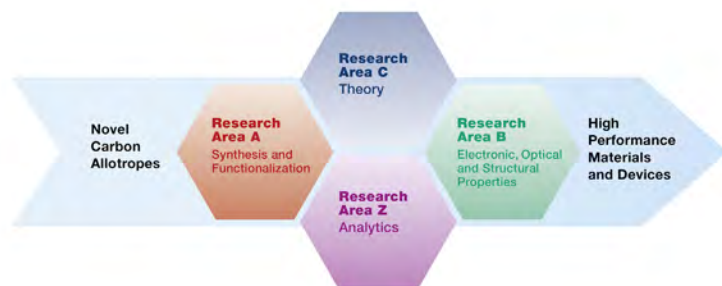 Novel
Carbon
Allotropes
Research
Area A
Synthesis and
Functionalization
Research
Area C
Theory
Research
Area Z
Analytics
Research
Area B
Electronic, Optical
and Structural
Properties
High
Performance
Materials
and Devices